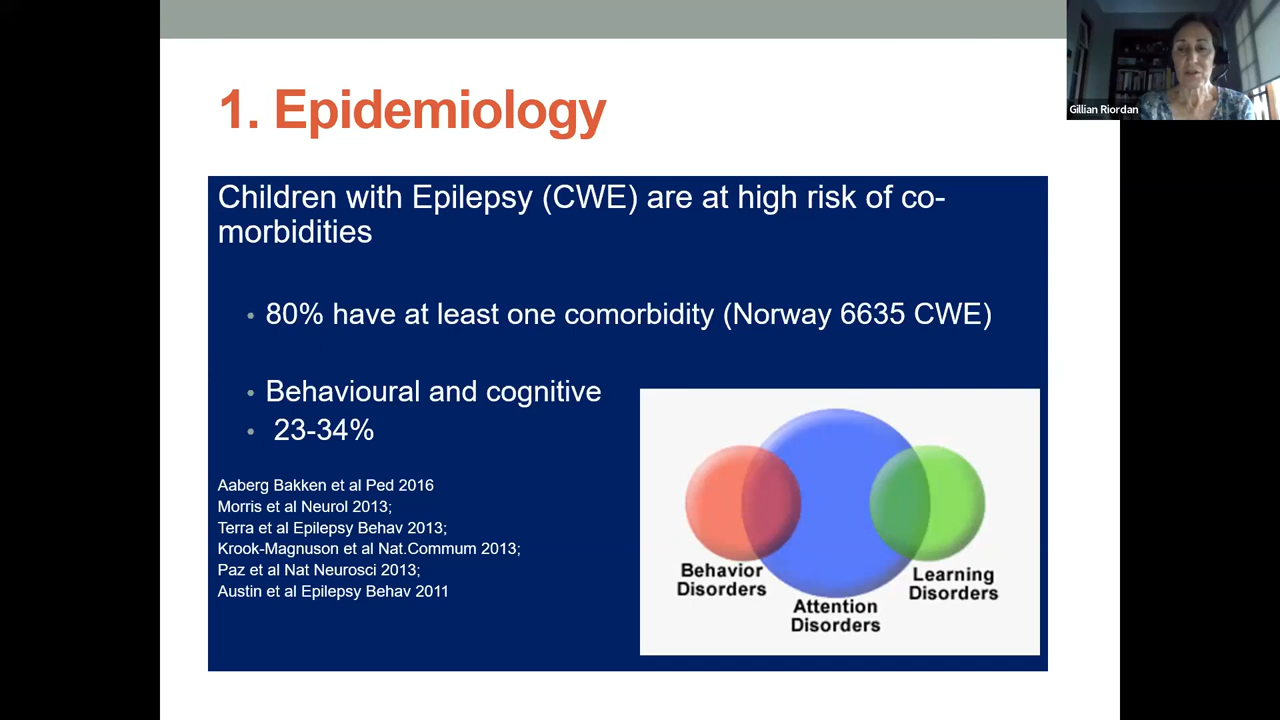 Gillian Riordan
1. Epidemiology
Children with Epilepsy (CWE) are at high risk of co-
morbidities
• 80% have at least one comorbidity (Norway 6635 CWE)
• Behavioural and cognitive
• 23-34%
Aaberg Bakken et al Ped 2016
Morris et al Neurol 2013;
Terra et al Epilepsy Behav 2013;
Krook-Magnuson et al Nat.Commum 2013;
Paz et al Nat Neurosci 2013;
Austin et al Epilepsy Behav 2011
Behavior
Disorders
Attention
Disorders
Learning
Disorders